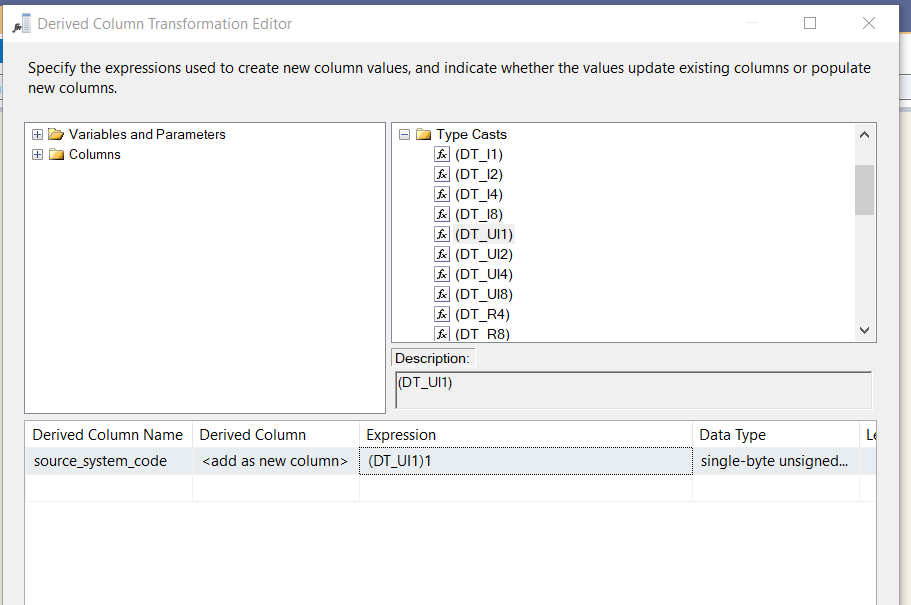 Derived Column Transformation Editor
Specify the expressions used to create new column values, and indicate whether the values update existing columns or populate
new columns.
Variables and Parameters
Columns
Type Casts
(DT_I1)
(DT_I2)
(DT_I4)
(DT_I8)
(DT_UI1)
(DT_UI2)
(DT_UI4)
(DT_UI8)
(DT_R4)
(DT_R8)
Description:
(DT_UI1)
Derived Column Name Derived Column Expression Data Type Le
source_system_code <add as new column> (DT_UI1)1 single-byte unsigned...